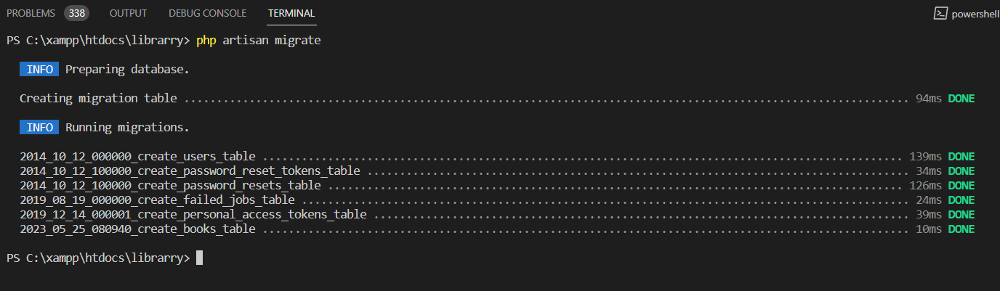 PROBLEMS 338 OUTPUT DEBUG CONSOLE TERMINAL powershell
PS C:\xampp\htdocs\librarry> php artisan migrate
INFO Preparing database.
Creating migration table ........................................................................................................... 94ms DONE
INFO Running migrations.
2014_10_12_000000_create_users_table .............................................................................................. 139ms DONE
2014_10_12_100000_create_password_reset_tokens_table ............................................................................... 34ms DONE
2014_10_12_100000_create_password_resets_table .................................................................................... 126ms DONE
2019_08_19_000000_create_failed_jobs_table ......................................................................................... 24ms DONE
2019_12_14_000001_create_personal_access_tokens_table .............................................................................. 39ms DONE
2023_05_25_080940_create_books_table ............................................................................................... 10ms DONE
PS C:\xampp\htdocs\librarry>